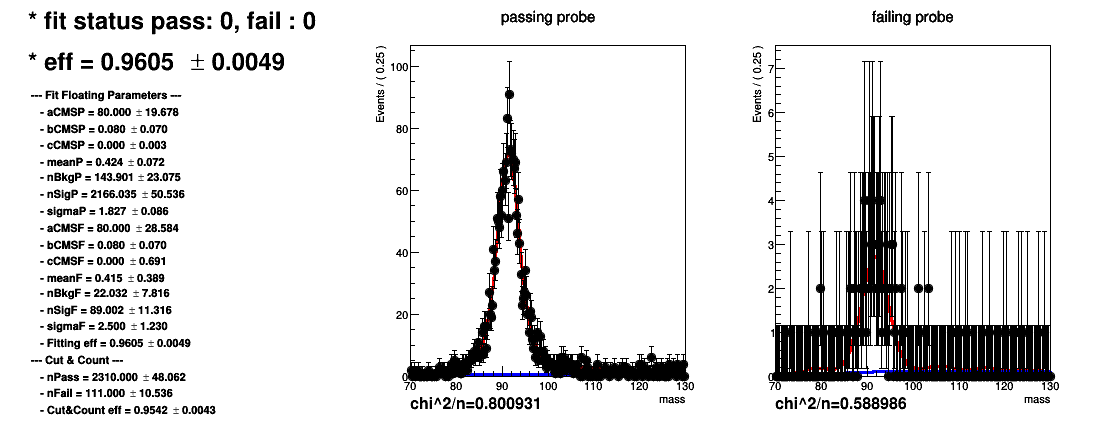 * fit status pass: 0, fail : 0
* eff = 0.9605 ± 0.0049
--- Fit Floating Parameters ---
- aCMSP = 80.000 ± 19.678
- bCMSP = 0.080 ± 0.070
- cCMSP = 0.000 ± 0.003
- meanP = 0.424 ± 0.072
- nBkgP = 143.901 ± 23.075
- nSigP = 2166.035 ± 50.536
- sigmaP = 1.827 ± 0.086
- aCMSF = 80.000 ± 28.584
- bCMSF = 0.080 ± 0.070
- cCMSF = 0.000 ± 0.691
- meanF = 0.415 ± 0.389
- nBkgF = 22.032 ± 7.816
- nSigF = 89.002 ± 11.316
- sigmaF = 2.500 ± 1.230
- Fitting eff = 0.9605 ± 0.0049
--- Cut & Count ---
- nPass = 2310.000 ± 48.062
- nFail = 111.000 ± 10.536
- Cut&Count eff = 0.9542 ± 0.0043
passing probe
Events / ( 0.25 )
100
80
60
40
20
0
70 80 90 100 110 120 130
mass
chi^2/n=0.800931
failing probe
Events / ( 0.25 )
7
6
5
4
3
2
1
0
70 80 90 100 110 120 130
mass
chi^2/n=0.588986